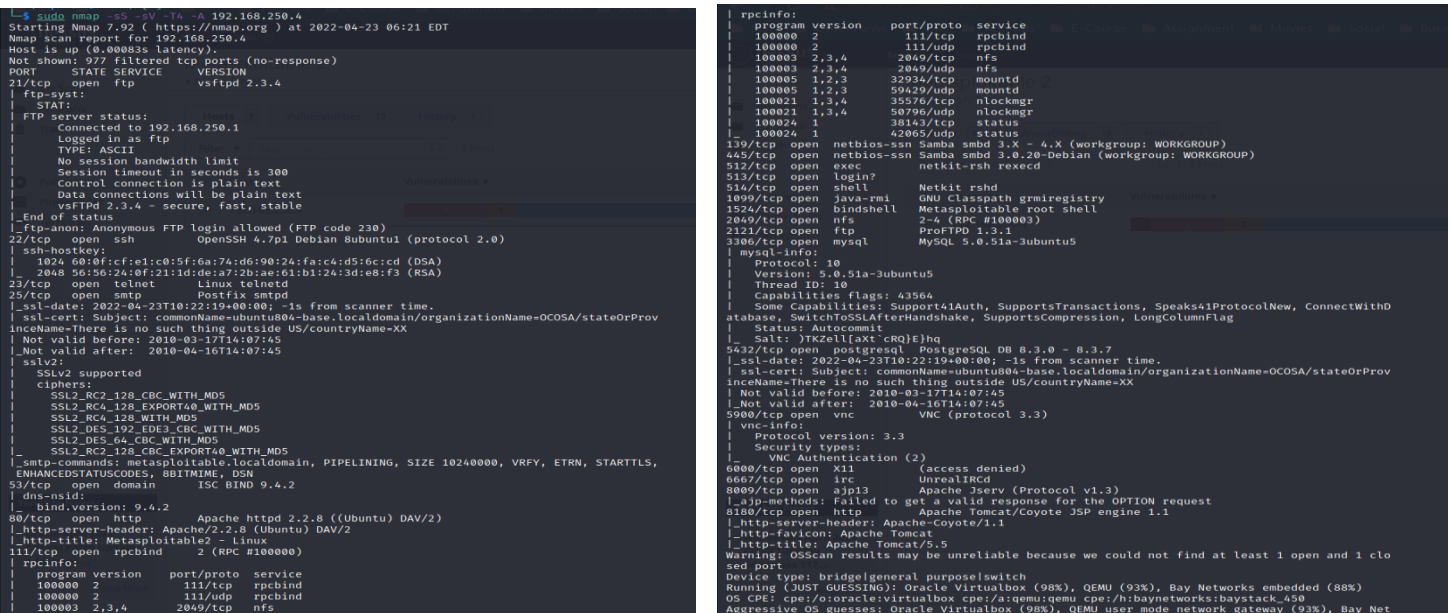 └─$ sudo nmap -sS -sV -T4 -A 192.168.250.4
Starting Nmap 7.92 ( https://nmap.org ) at 2022-04-23 06:21 EDT
Nmap scan report for 192.168.250.4
Host is up (0.00083s latency).
Not shown: 977 filtered tcp ports (no-response)
PORT     STATE SERVICE     VERSION
21/tcp   open  ftp         vsftpd 2.3.4
| ftp-syst:
|   STAT:
| FTP server status:
|      Connected to 192.168.250.1
|      Logged in as ftp
|      TYPE: ASCII
|      No session bandwidth limit
|      Session timeout in seconds is 300
|      Control connection is plain text
|      Data connections will be plain text
|      vsFTPd 2.3.4 - secure, fast, stable
|_End of status
|_ftp-anon: Anonymous FTP login allowed (FTP code 230)
22/tcp   open  ssh         OpenSSH 4.7p1 Debian 8ubuntu1 (protocol 2.0)
| ssh-hostkey:
|   1024 60:0f:cf:e1:c0:5f:6a:74:d6:90:24:fa:c4:d5:6c:cd (DSA)
|_  2048 56:56:24:0f:21:1d:de:a7:2b:ae:61:b1:24:3d:e8:f3 (RSA)
23/tcp   open  telnet      Linux telnetd
25/tcp   open  smtp        Postfix smtpd
|_ssl-date: 2022-04-23T10:22:19+00:00; -1s from scanner time.
| ssl-cert: Subject: commonName=ubuntu804-base.localdomain/organizationName=OCOSA/stateOrProv
inceName=There is no such thing outside US/countryName=XX
| Not valid before: 2010-03-17T14:07:45
|_Not valid after:  2010-04-16T14:07:45
| sslv2:
|   SSLv2 supported
|   ciphers:
|     SSL2_RC2_128_CBC_WITH_MD5
|     SSL2_RC4_128_EXPORT40_WITH_MD5
|     SSL2_RC4_128_WITH_MD5
|     SSL2_DES_192_EDE3_CBC_WITH_MD5
|     SSL2_DES_64_CBC_WITH_MD5
|_    SSL2_RC2_128_CBC_EXPORT40_WITH_MD5
|_smtp-commands: metasploitable.localdomain, PIPELINING, SIZE 10240000, VRFY, ETRN, STARTTLS,
 ENHANCEDSTATUSCODES, 8BITMIME, DSN
53/tcp   open  domain      ISC BIND 9.4.2
| dns-nsid:
|_  bind.version: 9.4.2
80/tcp   open  http        Apache httpd 2.2.8 ((Ubuntu) DAV/2)
|_http-server-header: Apache/2.2.8 (Ubuntu) DAV/2
|_http-title: Metasploitable2 - Linux
111/tcp  open  rpcbind     2 (RPC #100000)
| rpcinfo:
|   program version    port/proto  service
|   100000  2            111/tcp   rpcbind
|   100000  2            111/udp   rpcbind
|   100003  2,3,4       2049/tcp   nfs
| rpcinfo:
|   program version    port/proto  service
|   100000  2            111/tcp   rpcbind
|   100000  2            111/udp   rpcbind
|   100003  2,3,4       2049/tcp   nfs
|   100003  2,3,4       2049/udp   nfs
|   100005  1,2,3      32934/tcp   mountd
|   100005  1,2,3      59429/udp   mountd
|   100021  1,3,4      35576/tcp   nlockmgr
|   100021  1,3,4      50796/udp   nlockmgr
|   100024  1          38143/tcp   status
|_  100024  1          42065/udp   status
139/tcp  open  netbios-ssn Samba smbd 3.X - 4.X (workgroup: WORKGROUP)
445/tcp  open  netbios-ssn Samba smbd 3.0.20-Debian (workgroup: WORKGROUP)
512/tcp  open  exec        netkit-rsh rexecd
513/tcp  open  login?
514/tcp  open  shell       Netkit rshd
1099/tcp open  java-rmi    GNU Classpath grmiregistry
1524/tcp open  bindshell   Metasploitable root shell
2049/tcp open  nfs         2-4 (RPC #100003)
2121/tcp open  ftp         ProFTPD 1.3.1
3306/tcp open  mysql       MySQL 5.0.51a-3ubuntu5
| mysql-info:
|   Protocol: 10
|   Version: 5.0.51a-3ubuntu5
|   Thread ID: 10
|   Capabilities flags: 43564
|   Some Capabilities: Support41Auth, SupportsTransactions, Speaks41ProtocolNew, ConnectWithD
atabase, SwitchToSSLAfterHandshake, SupportsCompression, LongColumnFlag
|   Status: Autocommit
|_  Salt: )TKZell[aXt`cRQ}E}hq
5432/tcp open  postgresql  PostgreSQL DB 8.3.0 - 8.3.7
|_ssl-date: 2022-04-23T10:22:19+00:00; -1s from scanner time.
| ssl-cert: Subject: commonName=ubuntu804-base.localdomain/organizationName=OCOSA/stateOrProv
inceName=There is no such thing outside US/countryName=XX
| Not valid before: 2010-03-17T14:07:45
|_Not valid after:  2010-04-16T14:07:45
5900/tcp open  vnc         VNC (protocol 3.3)
| vnc-info:
|   Protocol version: 3.3
|   Security types:
|_    VNC Authentication (2)
6000/tcp open  X11         (access denied)
6667/tcp open  irc         UnrealIRCd
8009/tcp open  ajp13       Apache Jserv (Protocol v1.3)
|_ajp-methods: Failed to get a valid response for the OPTION request
8180/tcp open  http        Apache Tomcat/Coyote JSP engine 1.1
|_http-server-header: Apache-Coyote/1.1
|_http-favicon: Apache Tomcat
|_http-title: Apache Tomcat/5.5
Warning: OSScan results may be unreliable because we could not find at least 1 open and 1 clo
sed port
Device type: bridge|general purpose|switch
Running (JUST GUESSING): Oracle Virtualbox (98%), QEMU (93%), Bay Networks embedded (88%)
OS CPE: cpe:/o:oracle:virtualbox cpe:/a:qemu:qemu cpe:/h:baynetworks:baystack_450
Aggressive OS guesses: Oracle Virtualbox (98%), QEMU user mode network gateway (93%), Bay Net